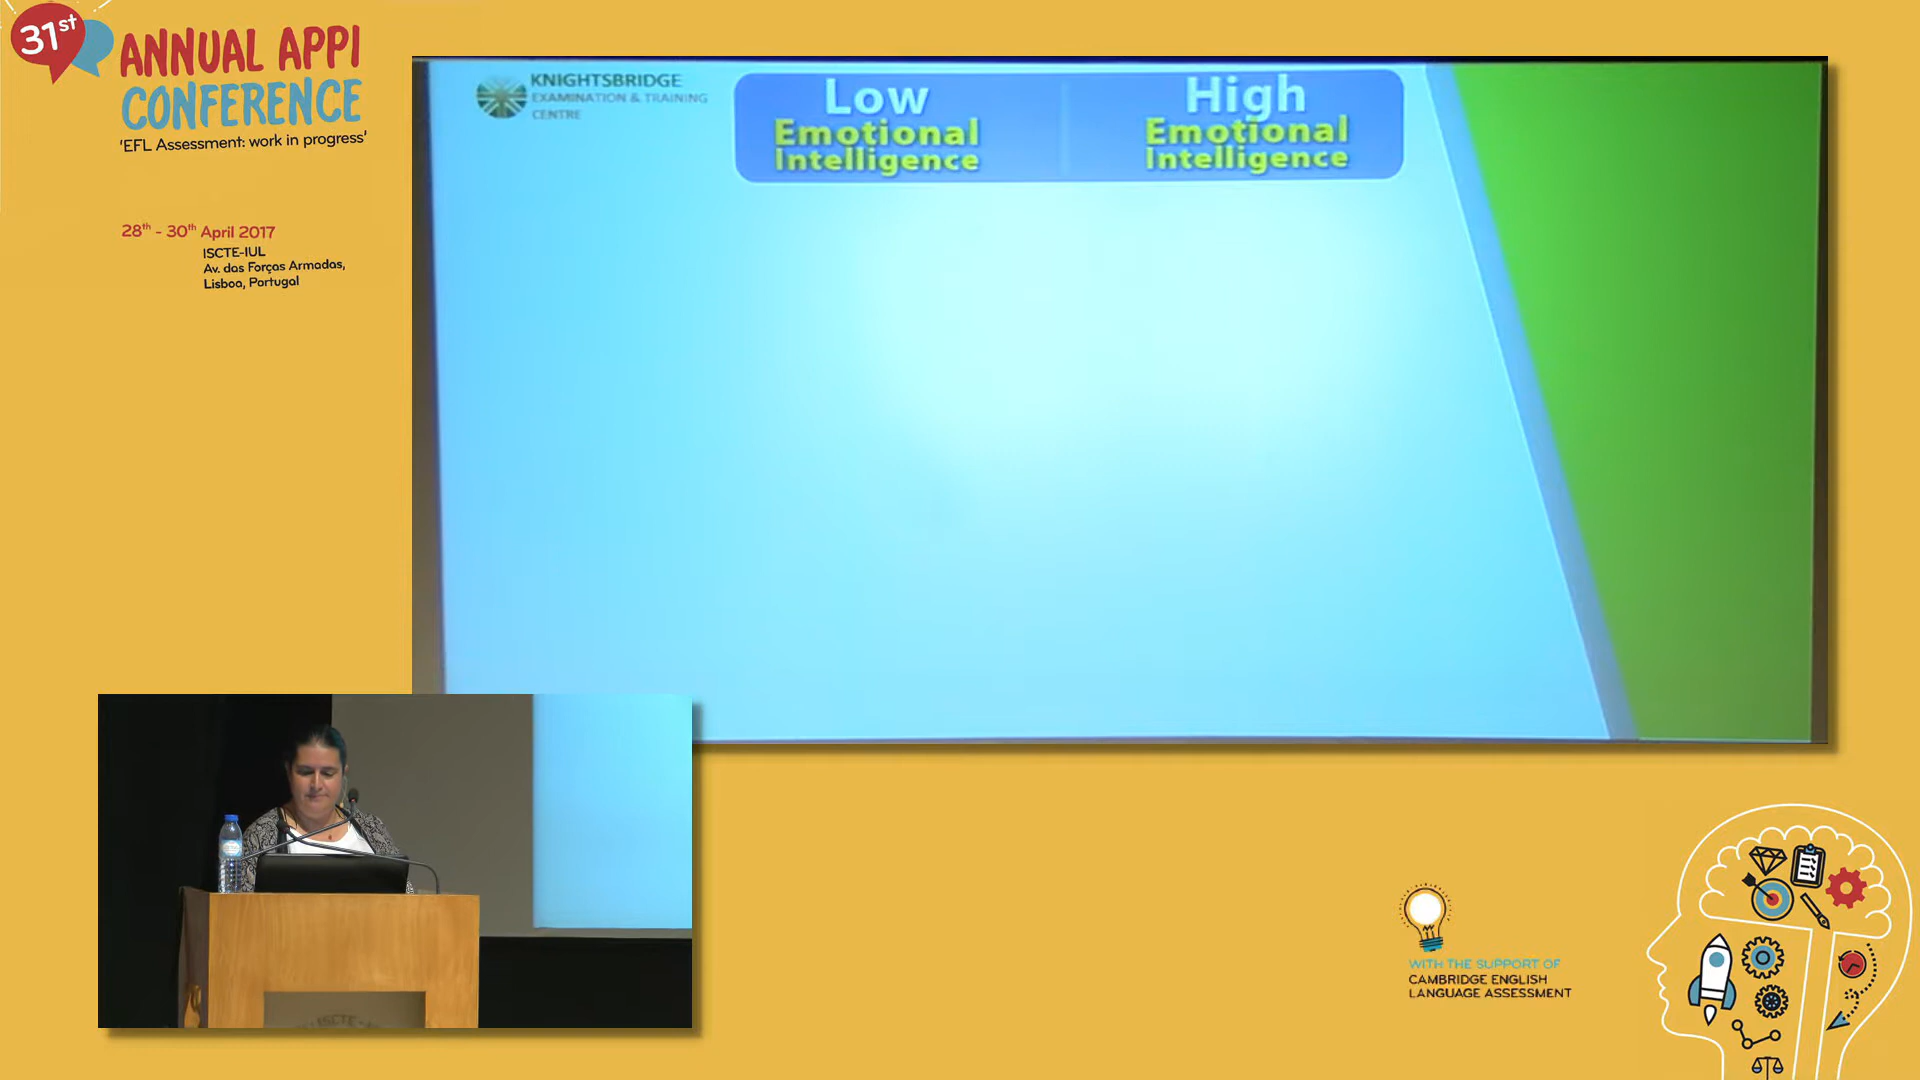 31st
ANNUAL APPI
CONFERENCE
'EFL Assessment: work in progress'
28th - 30th April 2017
ISCTE-IUL
Av. das Forças Armadas,
Lisboa, Portugal
KNIGHTSBRIDGE
EXAMINATION & TRAINING
CENTRE
Low
Emotional
Intelligence
High
Emotional
Intelligence
ISCTE-IU
WITH THE SUPPORT OF
CAMBRIDGE ENGLISH
LANGUAGE ASSESSMENT